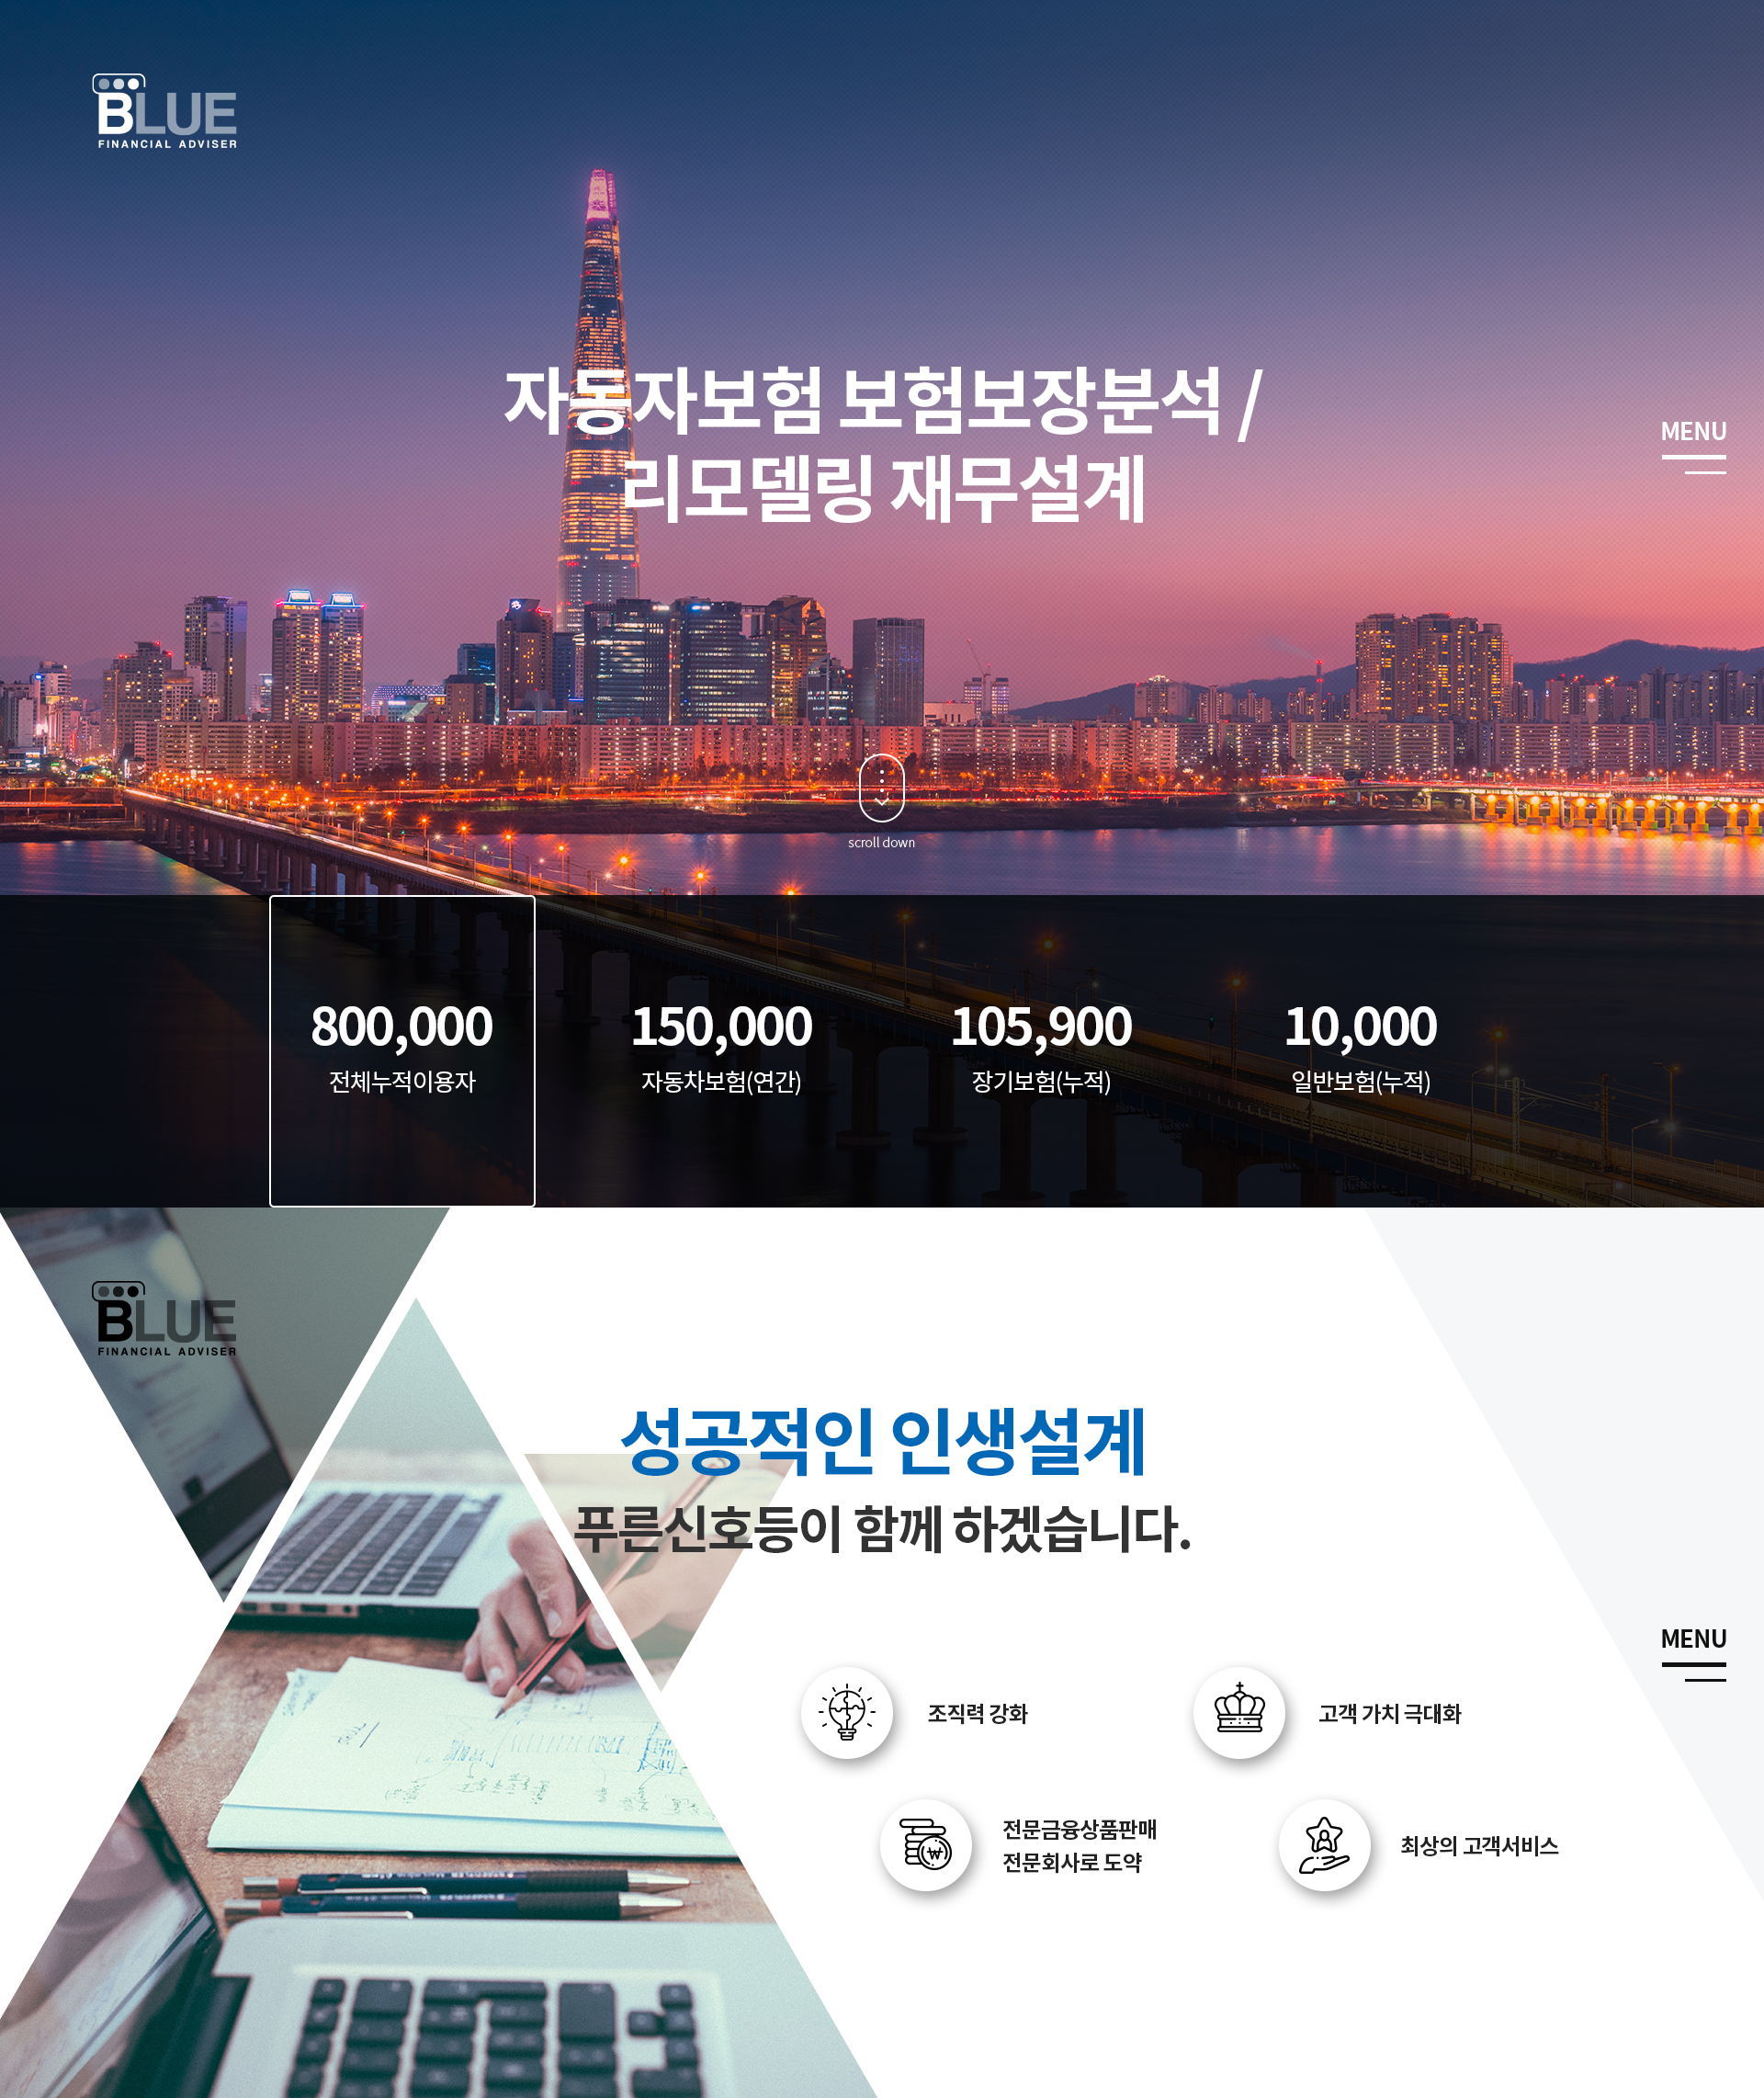 BLUE
FINANCIAL ADVISER
자동자보험 보험보장분석 /
리모델링 재무설계
MENU
scroll down
800,000
전체누적이용자
150,000
자동차보험(연간)
105,900
장기보험(누적)
10,000
일반보험(누적)
BLUE
FINANCIAL ADVISER
성공적인 인생설계
푸른신호등이 함께 하겠습니다.
MENU
조직력 강화
고객 가치 극대화
전문금융상품판매
전문회사로 도약
최상의 고객서비스